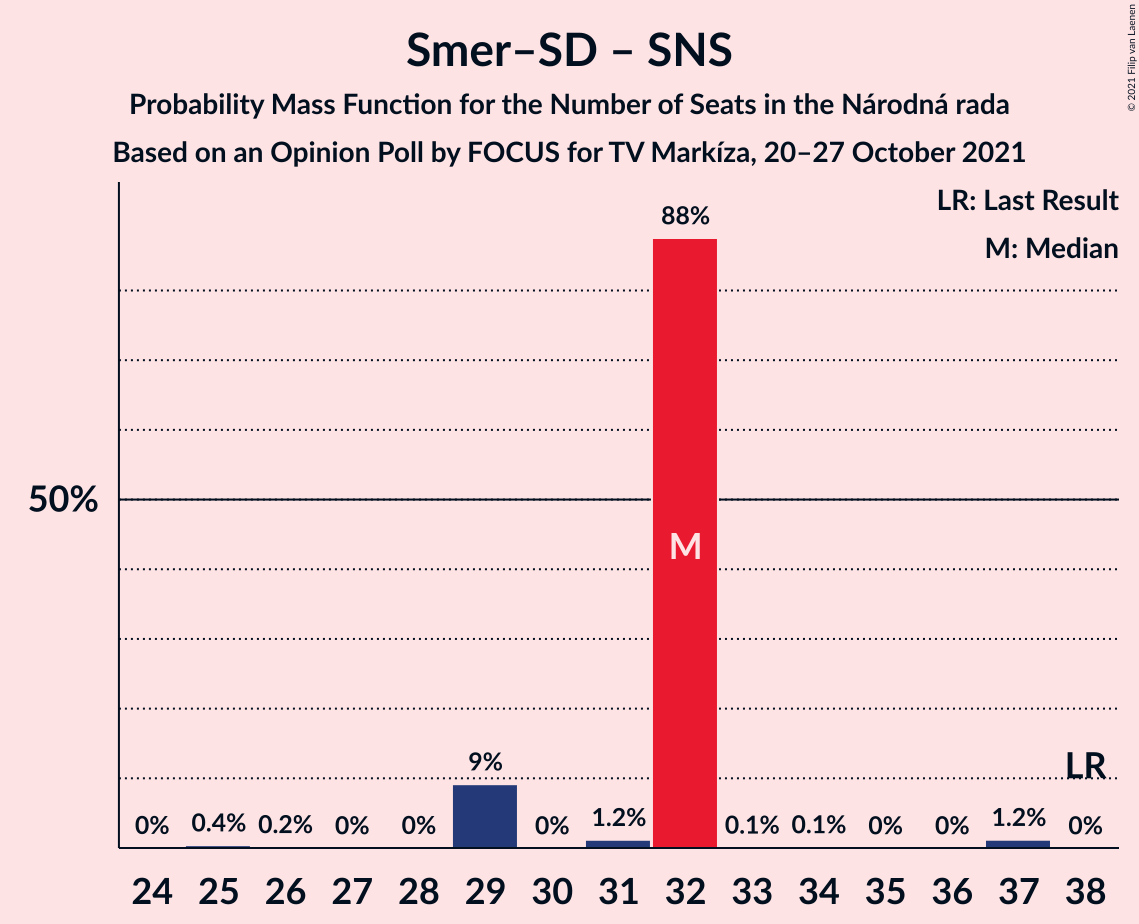 Smer–SD – SNS
Probability Mass Function for the Number of Seats in the Národná rada
Based on an Opinion Poll by FOCUS for TV Markíza, 20–27 October 2021
© 2021 Filip van Laenen
LR: Last Result
M: Median
88%
50%
M
9%
LR
0% 0.4% 0.2% 0% 0% 0% 1.2% 0.1% 0.1% 0% 0% 1.2% 0%
24 25 26 27 28 29 30 31 32 33 34 35 36 37 38